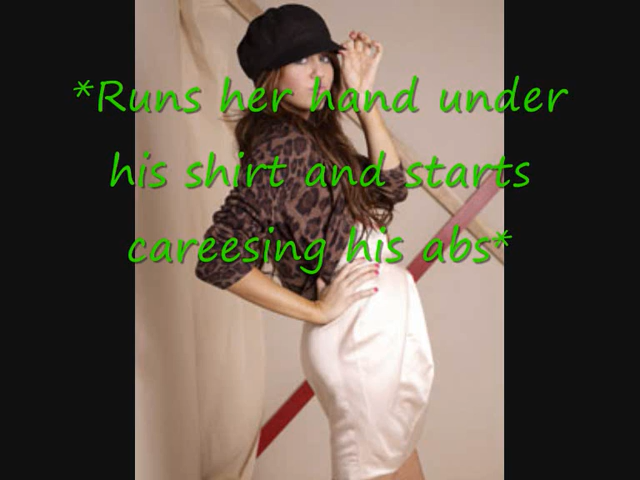 *Runs her hand under
his shirt and starts
careesing his abs*